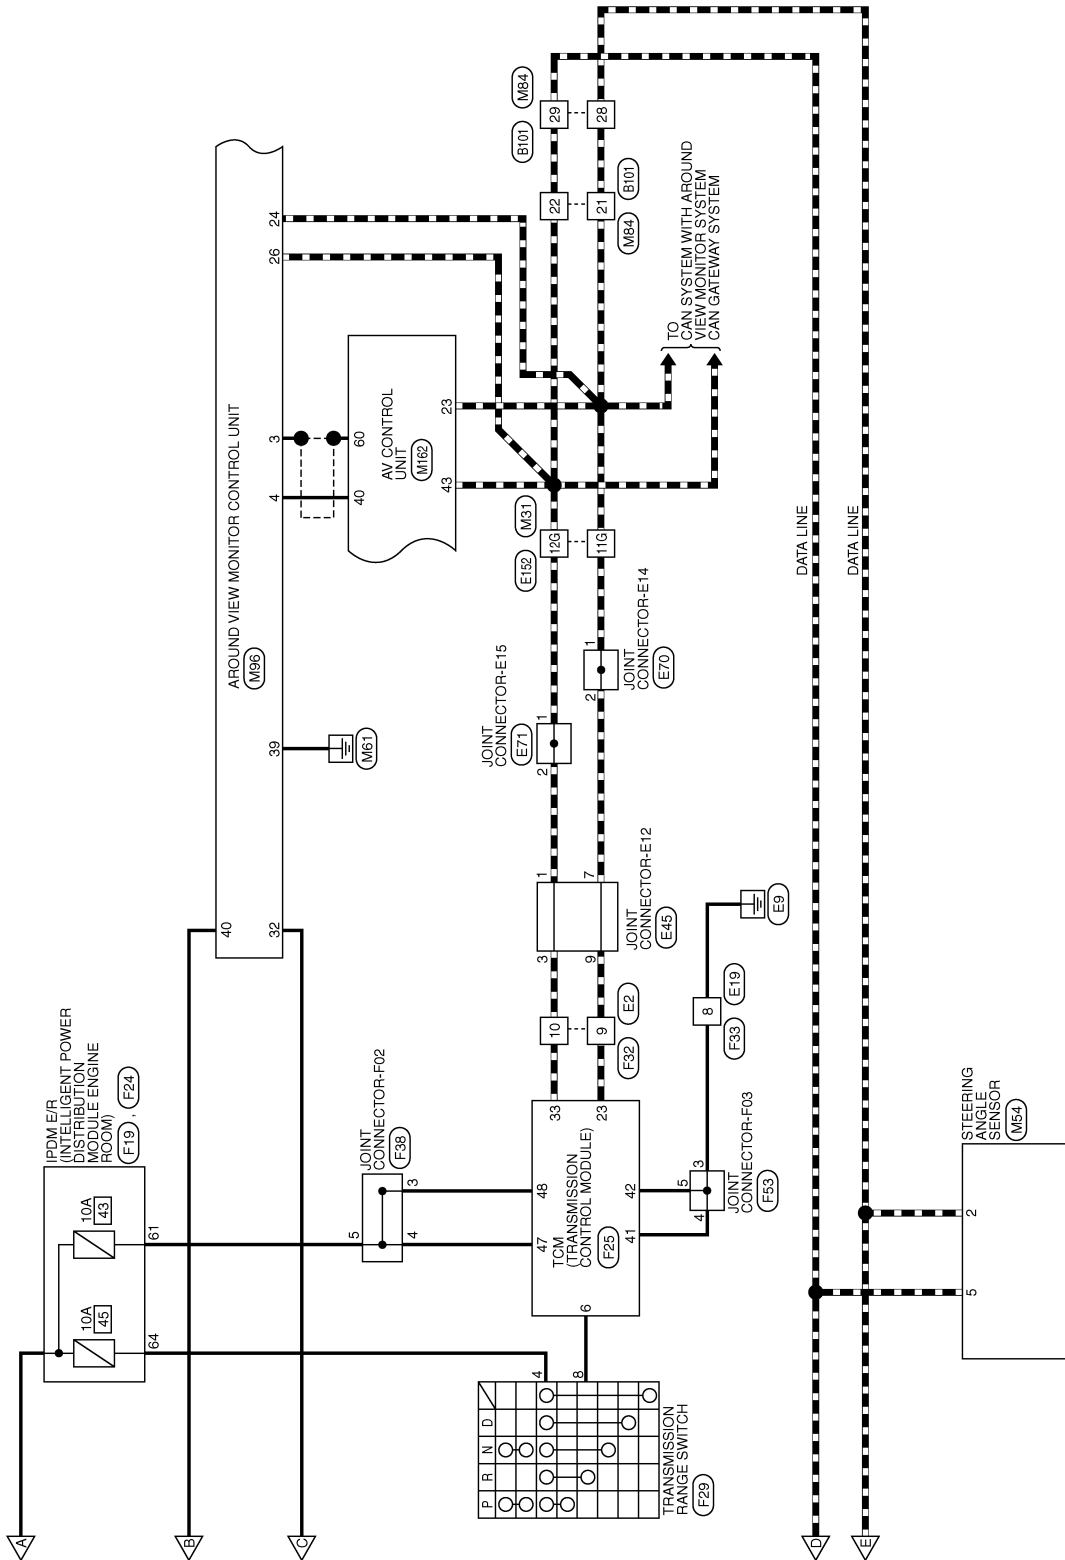 A
B
C
D
E
IPDM E/R
(INTELLIGENT POWER
DISTRIBUTION
MODULE ENGINE
ROOM)
F19 , F24
10A
45
10A
43
64
61
AROUND VIEW MONITOR CONTROL UNIT
M96
40
32
39
4
3
26
24
M61
AV CONTROL
UNIT
M162
40
60
43
23
JOINT
CONNECTOR-F02
F38
5
4
3
TCM
(TRANSMISSION
CONTROL MODULE)
F25
47
48
33
23
6
41
42
TRANSMISSION
RANGE SWITCH
F29
P
R
N
D
4
8
JOINT
CONNECTOR-F03
F53
4
5
3
F33
8
E19
E9
10
9
F32
E2
JOINT
CONNECTOR-E12
E45
3
1
9
7
JOINT
CONNECTOR-E15
E71
2
1
JOINT
CONNECTOR-E14
E70
2
1
12G
11G
E152
M31
TO
CAN SYSTEM WITH AROUND
VIEW MONITOR SYSTEM
CAN GATEWAY SYSTEM
22
21
M84
B101
29
28
B101
M84
DATA LINE
DATA LINE
STEERING
ANGLE
SENSOR
M54
5
2